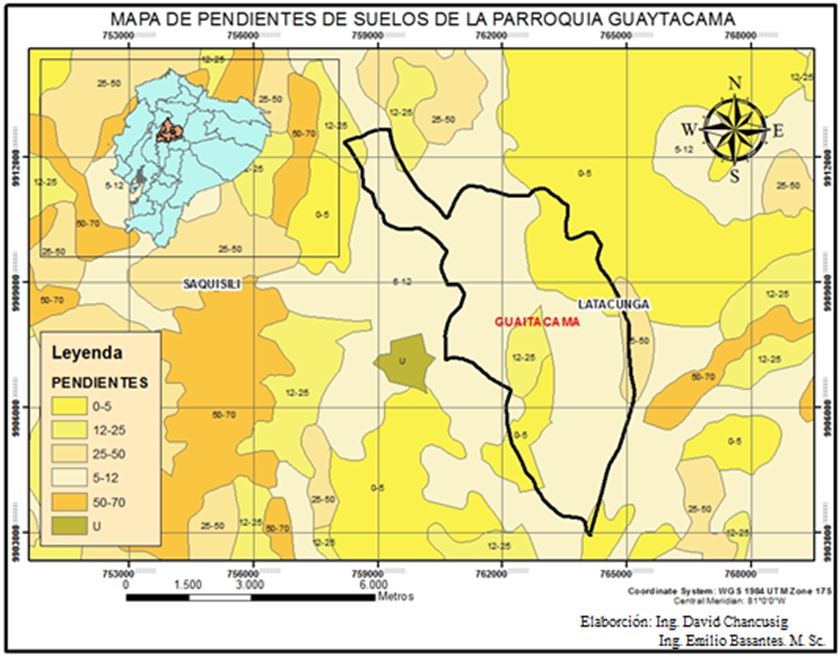 MAPA DE PENDIENTES DE SUELOS DE LA PARROQUIA GUAYTACAMA
753000 756000 759000 762000 765000 768000
12-25
25-50
12-25
12-25
25-50
12-25
25-50
50-70
12-25
N
W E
S
5-12
9912000 9912000
0-5
12-25
5-12
25-50
50-70
0-5
25-50
25-50
SAQUISILI
5-12
9909000 9909000
12-25
50-70
LATACUNGA
GUAITACAMA
Leyenda
PENDIENTES
0-5
12-25
25-50
5-12
50-70
U
U
12-25
12-25
50-70
12-25
50-70
9906000 9906000
0-5
0-5
0-5
25-50
25-50
25-50
12-25
50-70
12-25
12-25
12-25
9903000 9903000
753000 756000 759000 762000 765000 768000
0 1.500 3.000 6.000
Metros
Coordinate System: WGS 1984 UTM Zone 17S
Central Meridian: 81°0'0"W
Elaborción: Ing. David Chancusig
Ing. Emilio Basantes. M. Sc.